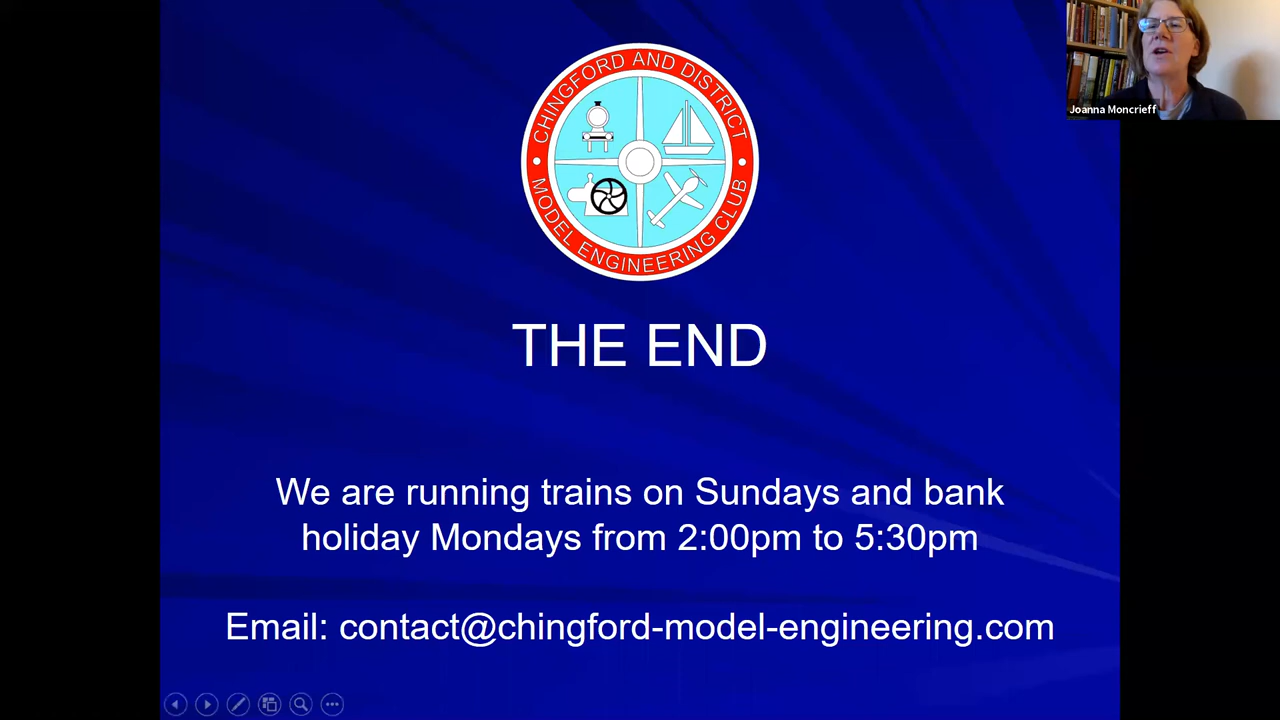 CHINGFORD AND DISTRICT
MODEL ENGINEERING CLUB
Joanna Moncrieff
THE END
We are running trains on Sundays and bank
holiday Mondays from 2:00pm to 5:30pm
Email: contact@chingford-model-engineering.com